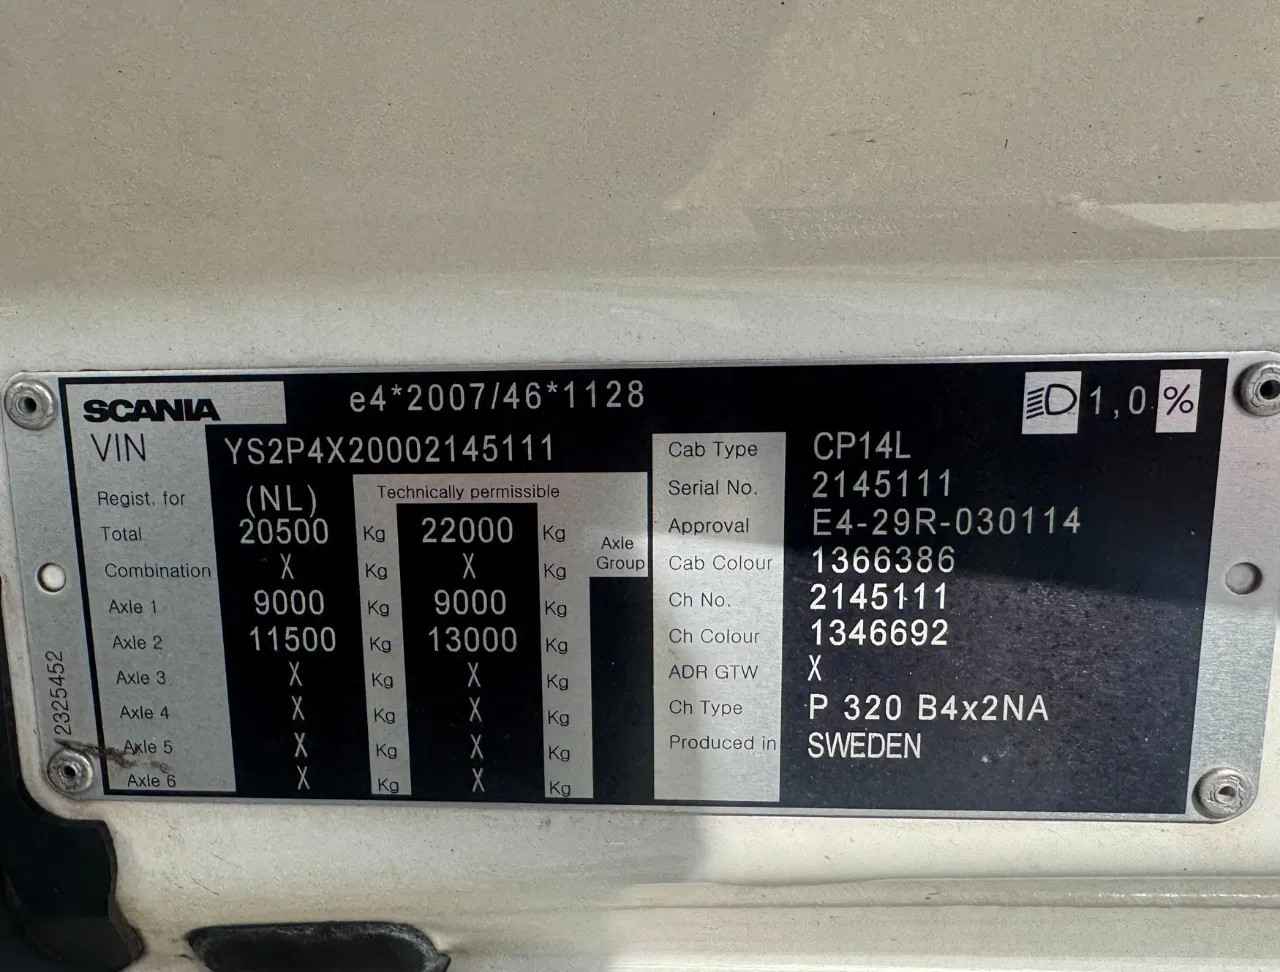 SCANIA e4*2007/46*1128 1,0 %
VIN YS2P4X20002145111
Regist. for (NL) Technically permissible
Total 20500 Kg 22000 Kg Axle Group
Combination X Kg X Kg
Axle 1 9000 Kg 9000 Kg
Axle 2 11500 Kg 13000 Kg
Axle 3 X Kg X Kg
Axle 4 X Kg X Kg
Axle 5 X Kg X Kg
Axle 6 X Kg X Kg
2325452
Cab Type CP14L
Serial No. 2145111
Approval E4-29R-030114
Cab Colour 1366386
Ch No. 2145111
Ch Colour 1346692
ADR GTW X
Ch Type P 320 B4x2NA
Produced in SWEDEN